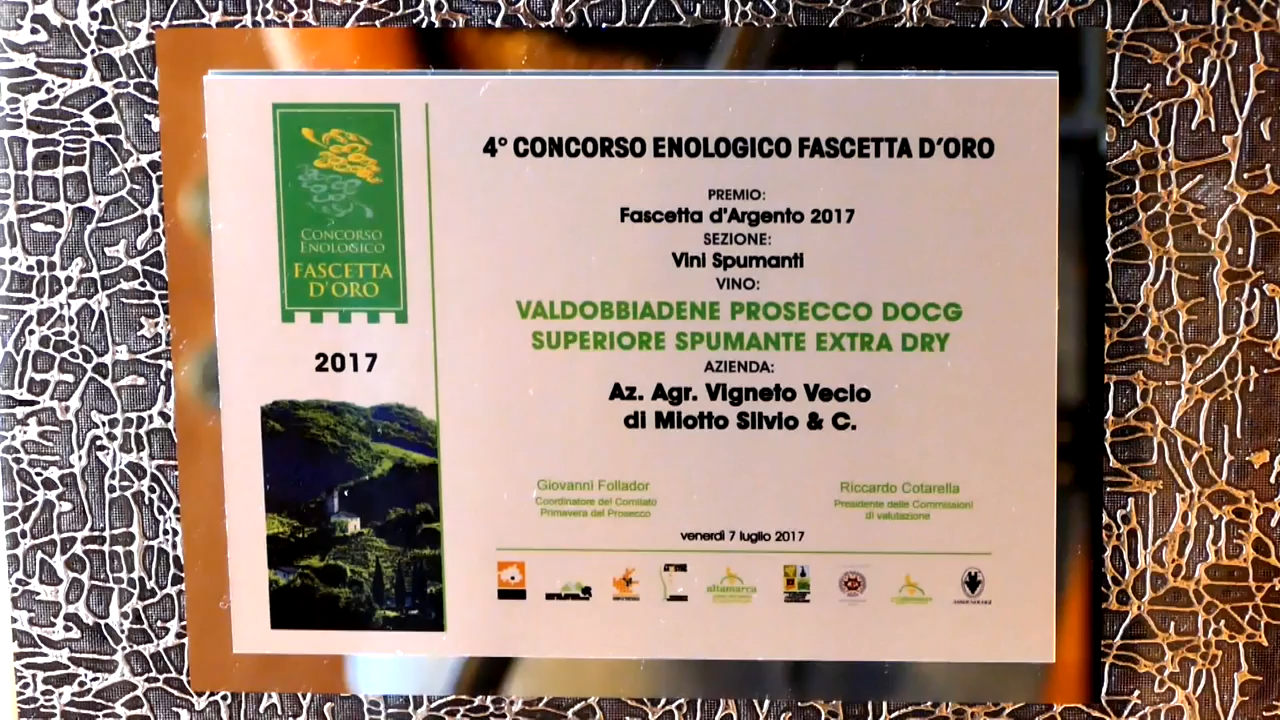 CONCORSO
ENOLOGICO
FASCETTA
D'ORO
2017
4° CONCORSO ENOLOGICO FASCETTA D'ORO
PREMIO:
Fascetta d'Argento 2017
SEZIONE:
Vini Spumanti
VINO:
VALDOBBIADENE PROSECCO DOCG
SUPERIORE SPUMANTE EXTRA DRY
AZIENDA:
Az. Agr. Vigneto Vecio
di Miotto Silvio & C.
Giovanni Follador
Coordinatore del Comitato
Primavera del Prosecco
Riccardo Cotarella
Presidente delle Commissioni
di valutazione
venerdì 7 luglio 2017
altamarca